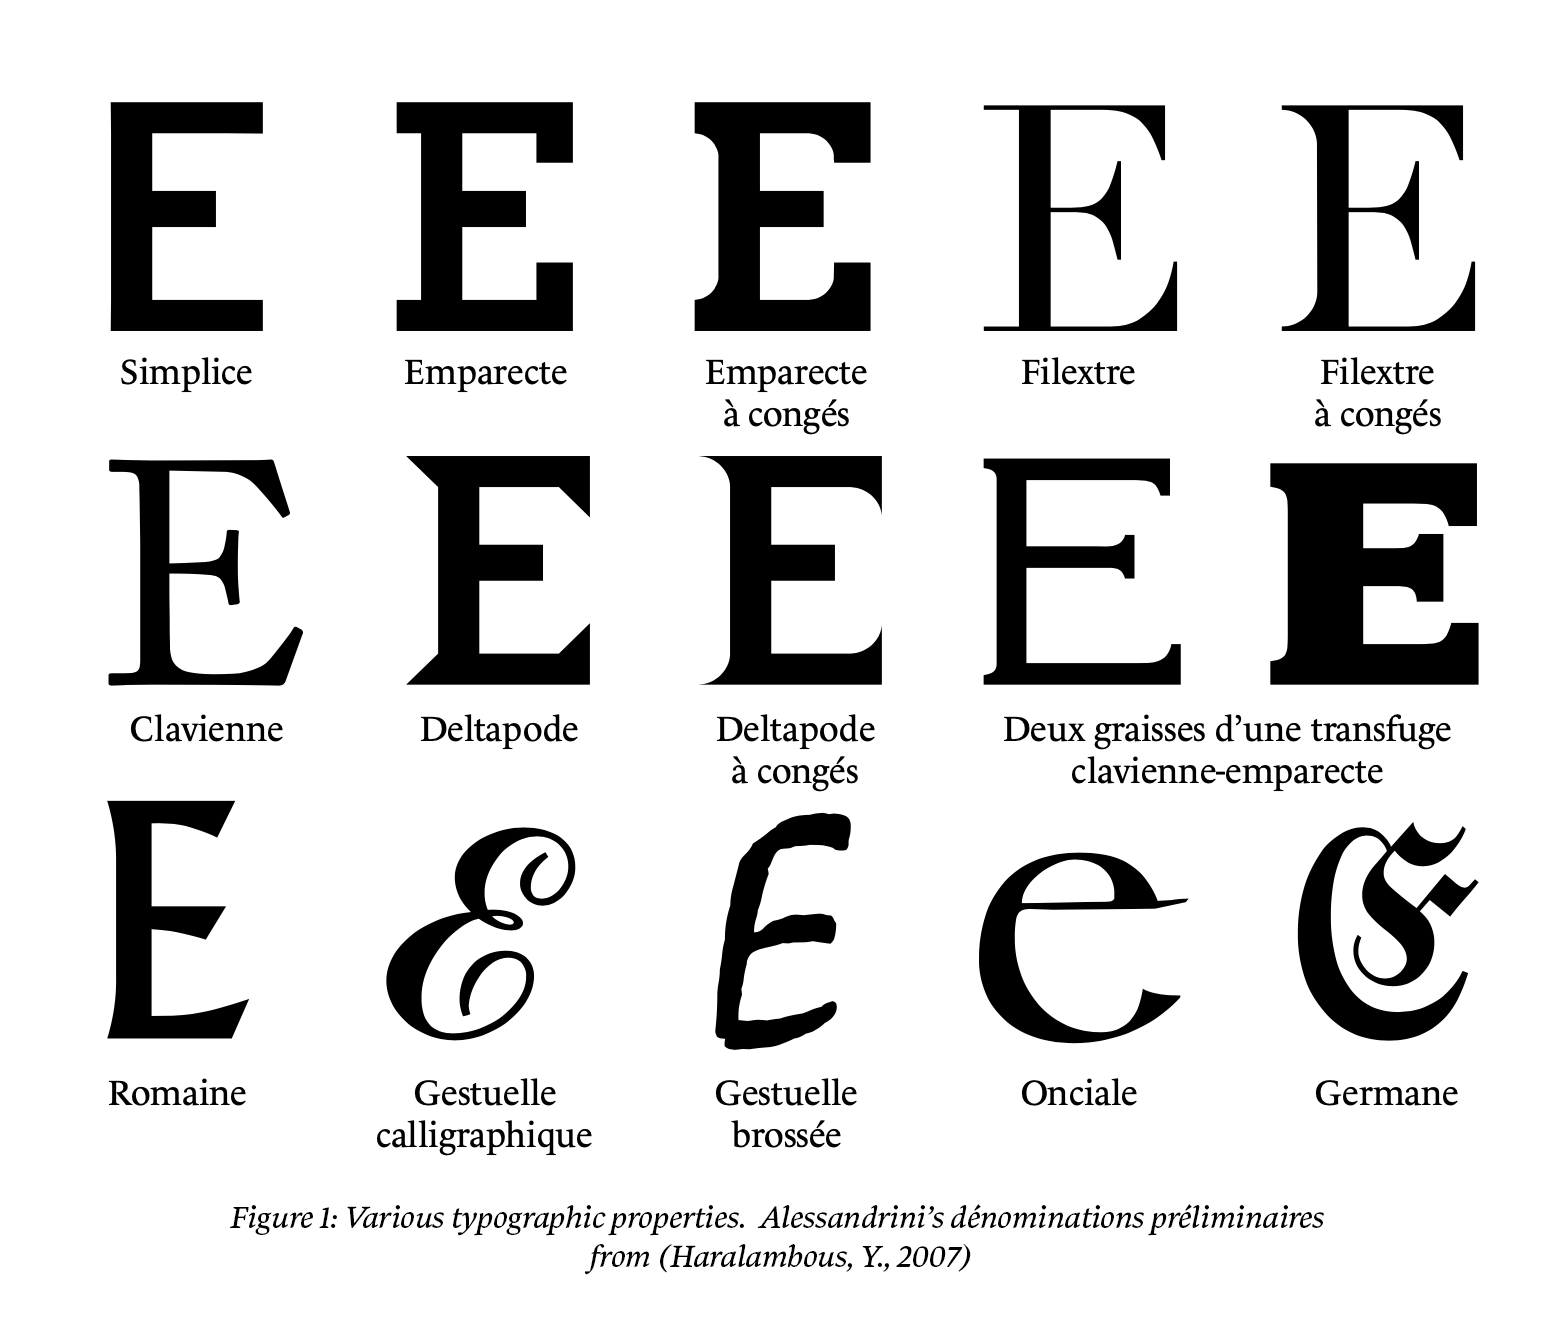 E E E E E
Simplice Emparecte Emparecte Filextre Filextre
à congés à congés
E E E E E
Clavienne Deltapode Deltapode Deux graisses d’une transfuge
à congés clavienne-emparecte
E E E e E
Romaine Gestuelle Gestuelle Onciale Germane
calligraphique brossée
Figure 1: Various typographic properties. Alessandrini’s dénominations préliminaires
from (Haralambous, Y., 2007)